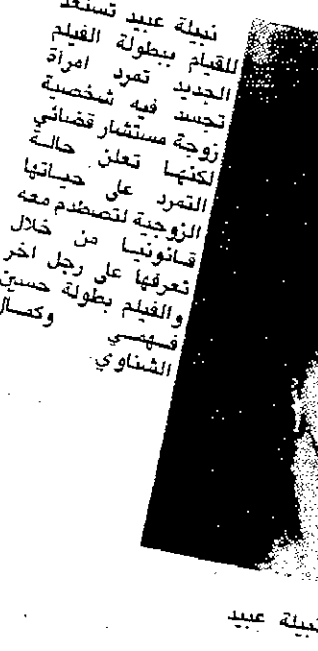 نبيلة عبيد تستعد
للقيام ببطولة الفيلم
الجديد تمرد امرأة
تجسد فيه شخصية
زوجة مستشار قضائي
لكنها تعلن حالة
التمرد على حياتها
الزوجية لتصطدم معه
قانونيا من خلال
تعرفها على رجل اخر
والفيلم بطولة حسين
فهمي وكمال
الشناوي
نبيلة عبيد